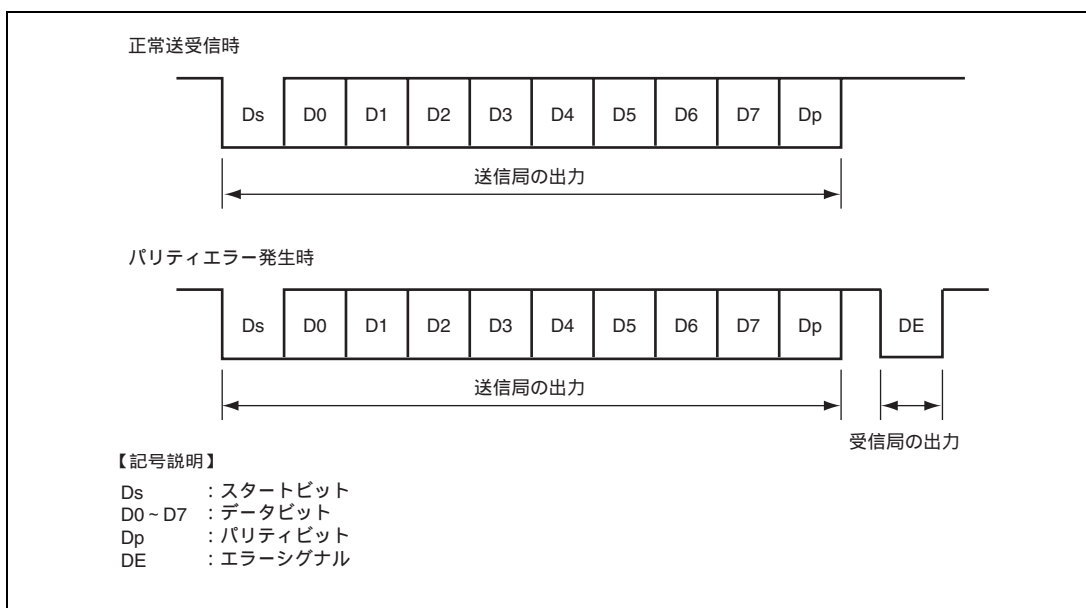 正常送受信時
Ds D0 D1 D2 D3 D4 D5 D6 D7 Dp
送信局の出力
パリティエラー発生時
Ds D0 D1 D2 D3 D4 D5 D6 D7 Dp DE
送信局の出力
受信局の出力
【記号説明】
Ds :スタートビット
D0~D7 :データビット
Dp :パリティビット
DE :エラーシグナル